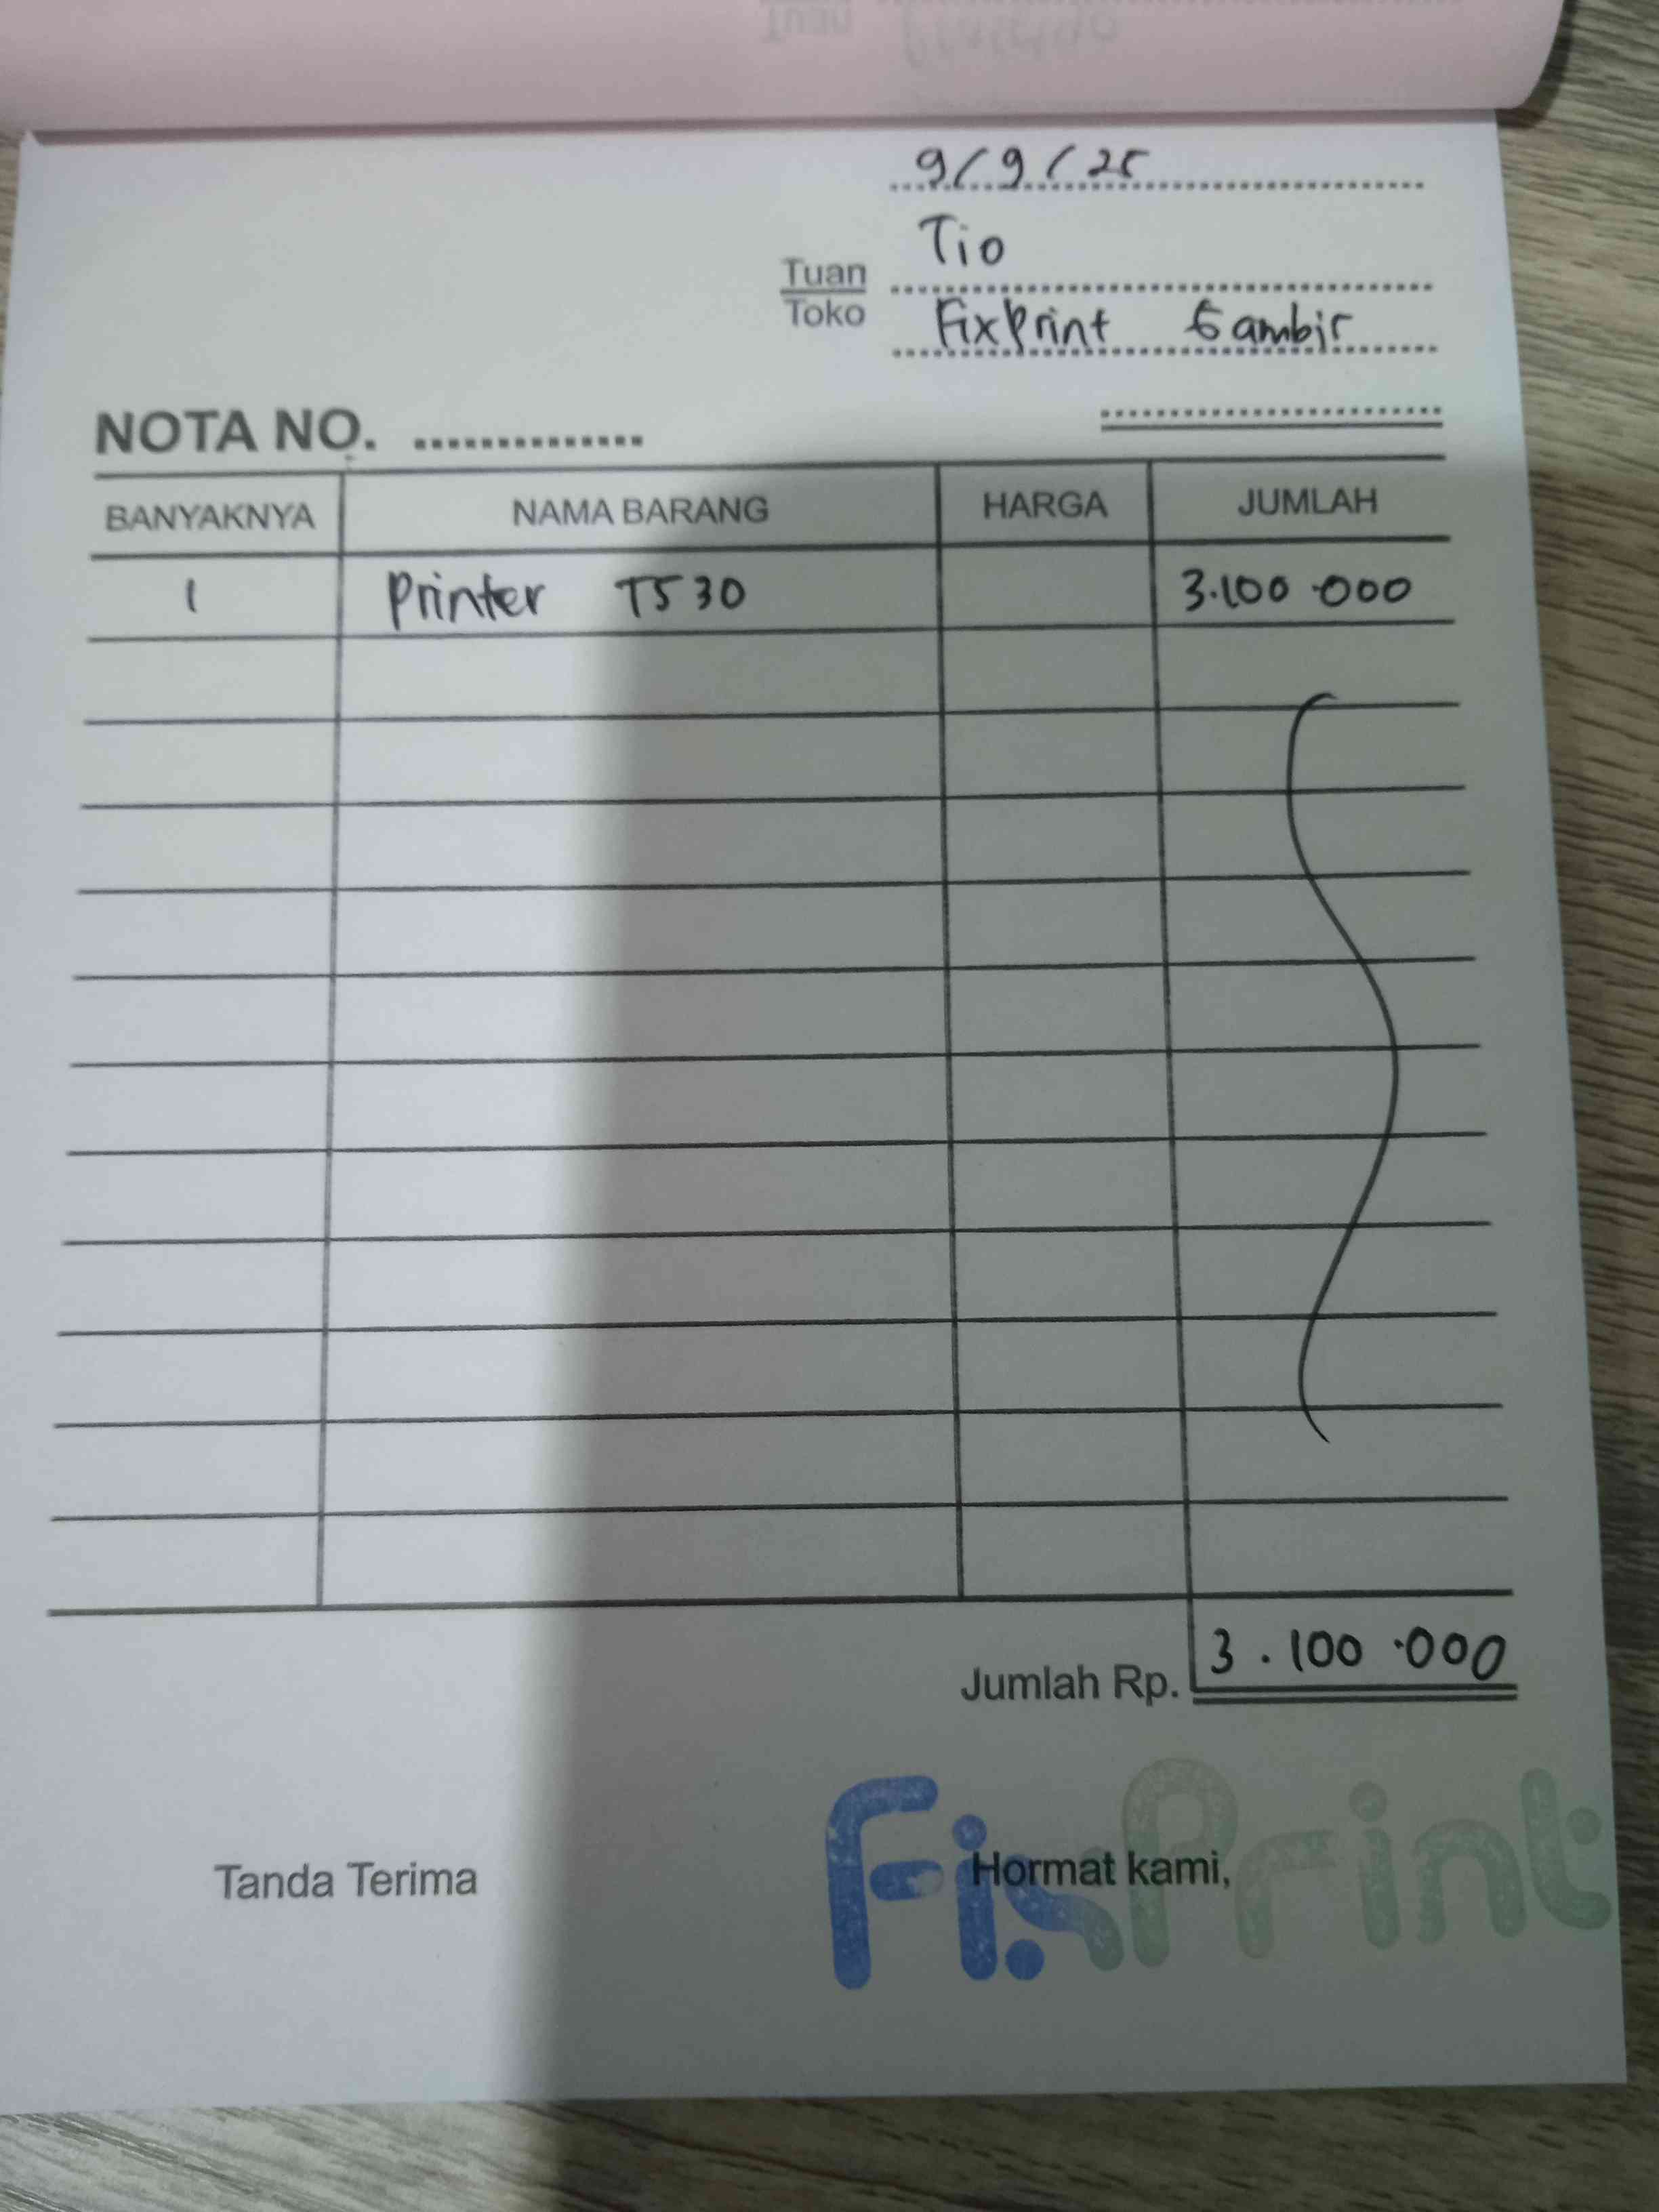 9/9/25
Tio
Tuan
Toko
FixPrint Gambir
NOTA NO. ..............
BANYAKNYA NAMA BARANG HARGA JUMLAH
1 Printer T530 3.100.000
Jumlah Rp. 3.100.000
Tanda Terima Hormat kami,
FixPrint